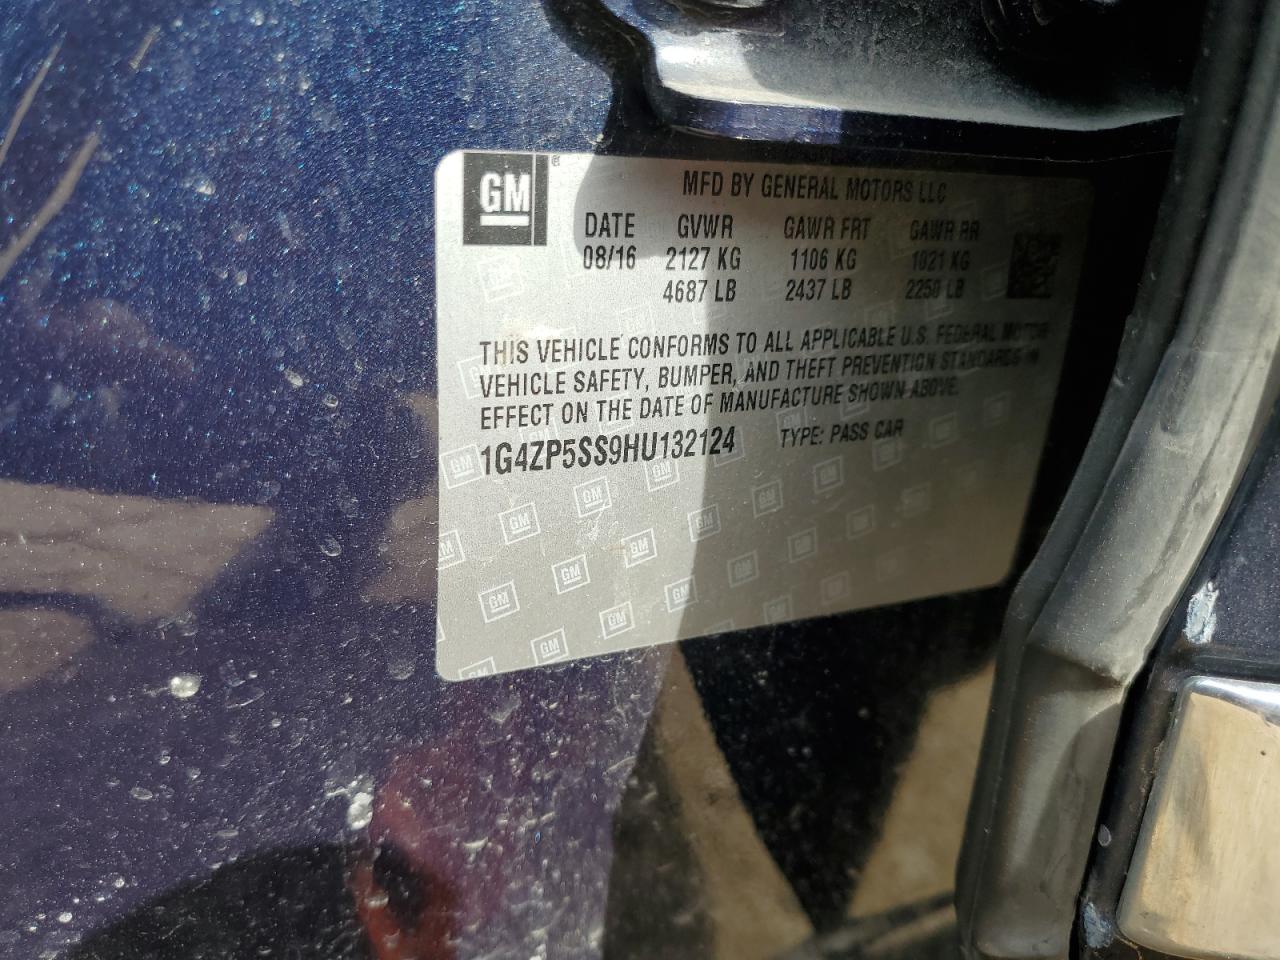 GM ®
MFD BY GENERAL MOTORS LLC
DATE GVWR GAWR FRT GAWR RR
08/16 2127 KG 1106 KG 1021 KG
4687 LB 2437 LB 2250 LB
THIS VEHICLE CONFORMS TO ALL APPLICABLE U.S. FEDERAL MOTOR
VEHICLE SAFETY, BUMPER, AND THEFT PREVENTION STANDARDS IN
EFFECT ON THE DATE OF MANUFACTURE SHOWN ABOVE.
1G4ZP5SS9HU132124 TYPE: PASS CAR